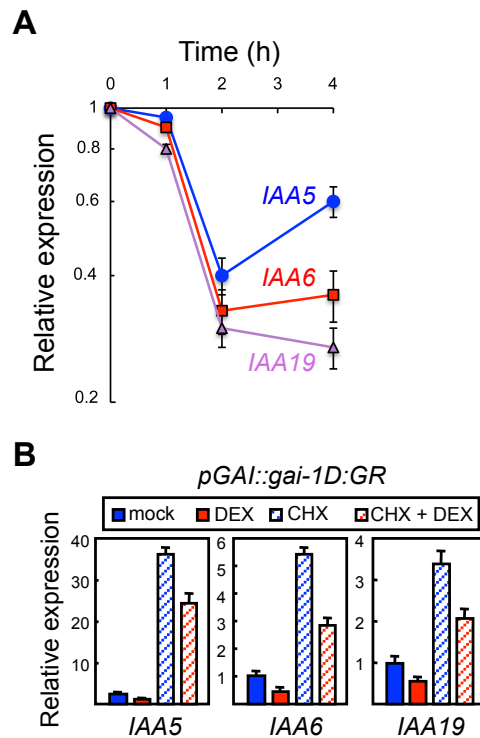 A
Time (h)
0 1 2 3 4
1
0.8
0.6
0.4
0.2
Relative expression
IAA5
IAA6
IAA19
B
pGAI::gai-1D:GR
mock DEX CHX CHX + DEX
Relative expression
40
30
20
10
6
5
4
3
2
1
4
3
2
1
IAA5 IAA6 IAA19